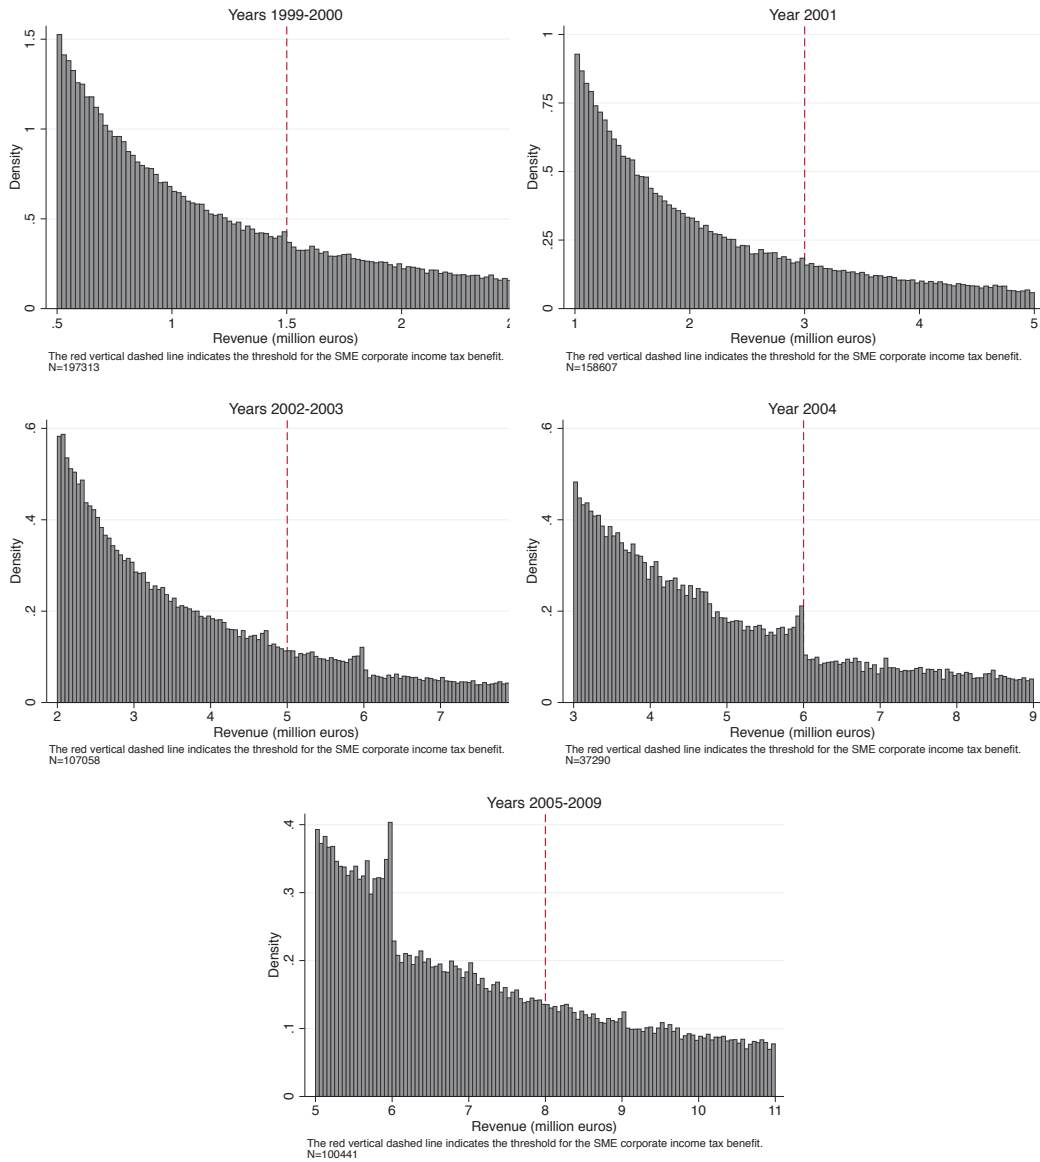 Years 1999-2000
Density
1.5
1
.5
0
.5 1 1.5 2 2
Revenue (million euros)
The red vertical dashed line indicates the threshold for the SME corporate income tax benefit.
N=197313
Year 2001
Density
1
.75
.5
.25
0
1 2 3 4 5
Revenue (million euros)
The red vertical dashed line indicates the threshold for the SME corporate income tax benefit.
N=158607
Years 2002-2003
Density
.6
.4
.2
0
2 3 4 5 6 7
Revenue (million euros)
The red vertical dashed line indicates the threshold for the SME corporate income tax benefit.
N=107058
Year 2004
Density
.6
.4
.2
0
3 4 5 6 7 8 9
Revenue (million euros)
The red vertical dashed line indicates the threshold for the SME corporate income tax benefit.
N=37290
Years 2005-2009
Density
.4
.3
.2
.1
0
5 6 7 8 9 10 11
Revenue (million euros)
The red vertical dashed line indicates the threshold for the SME corporate income tax benefit.
N=100441